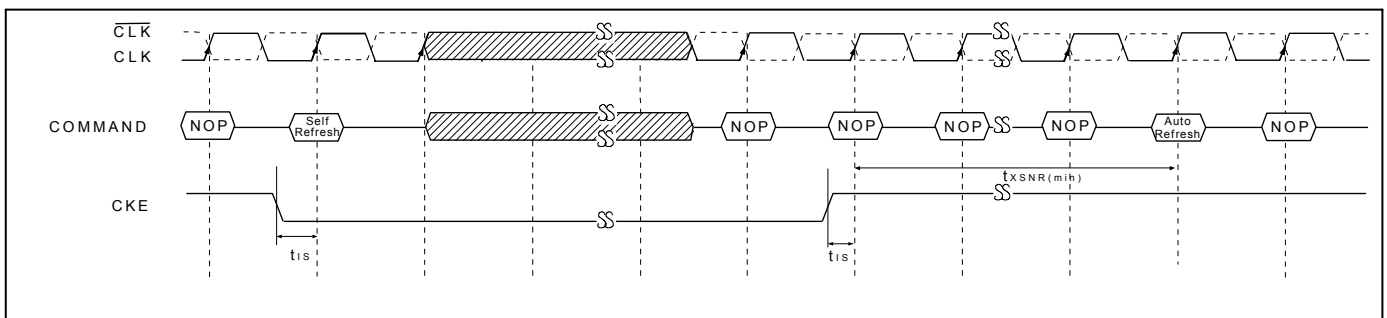 CLK
CLK
COMMAND
NOP
Self
Refresh
NOP
NOP
NOP
NOP
Auto
Refresh
NOP
tXSNR(min)
CKE
tIS
tIS